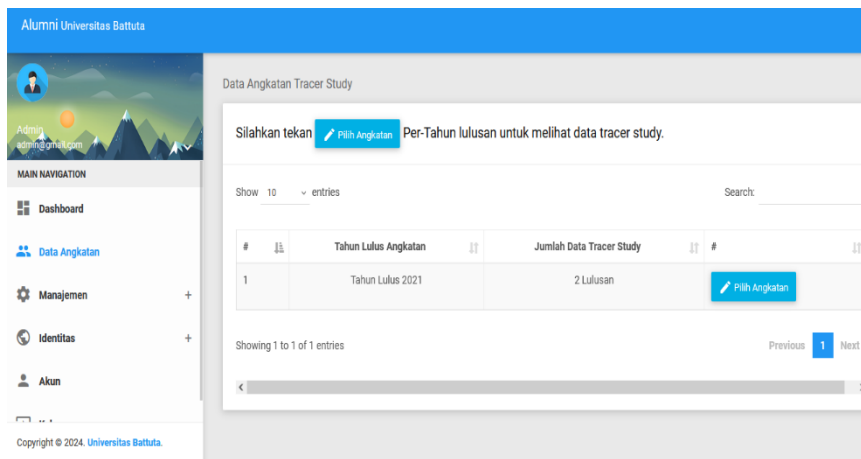 Alumni Universitas Battuta
Admin
admin@gmail.com
MAIN NAVIGATION
Dashboard
Data Angkatan
Manajemen +
Identitas +
Akun
Copyright © 2024. Universitas Battuta.
Data Angkatan Tracer Study
Silahkan tekan Pilih Angkatan Per-Tahun lulusan untuk melihat data tracer study.
Show 10 entries Search:
# Tahun Lulus Angkatan Jumlah Data Tracer Study #
1 Tahun Lulus 2021 2 Lulusan Pilih Angkatan
Showing 1 to 1 of 1 entries Previous 1 Next